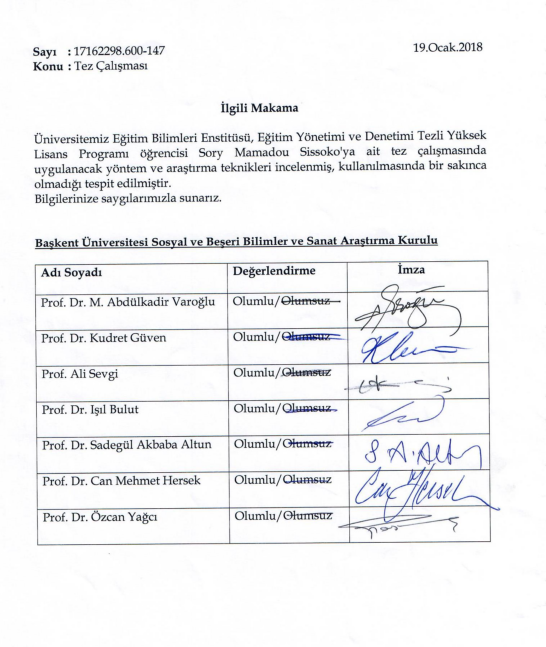 Sayı : 17162298.600-147 19.Ocak.2018
Konu : Tez Çalışması
İlgili Makama
Üniversitemiz Eğitim Bilimleri Enstitüsü, Eğitim Yönetimi ve Denetimi Tezli Yüksek
Lisans Programı öğrencisi Sory Mamadou Sissoko'ya ait tez çalışmasında
uygulanacak yöntem ve araştırma teknikleri incelenmiş, kullanılmasında bir sakınca
olmadığı tespit edilmiştir.
Bilgilerinize saygılarımızla sunarız.
Başkent Üniversitesi Sosyal ve Beşeri Bilimler ve Sanat Araştırma Kurulu
Adı Soyadı Değerlendirme İmza
Prof. Dr. M. Abdülkadir Varoğlu Olumlu/Olumsuz
Prof. Dr. Kudret Güven Olumlu/Olumsuz
Prof. Ali Sevgi Olumlu/Olumsuz
Prof. Dr. Işıl Bulut Olumlu/Olumsuz
Prof. Dr. Sadegül Akbaba Altun Olumlu/Olumsuz S.A.Altun
Prof. Dr. Can Mehmet Hersek Olumlu/Olumsuz Can Hersek
Prof. Dr. Özcan Yağcı Olumlu/Olumsuz